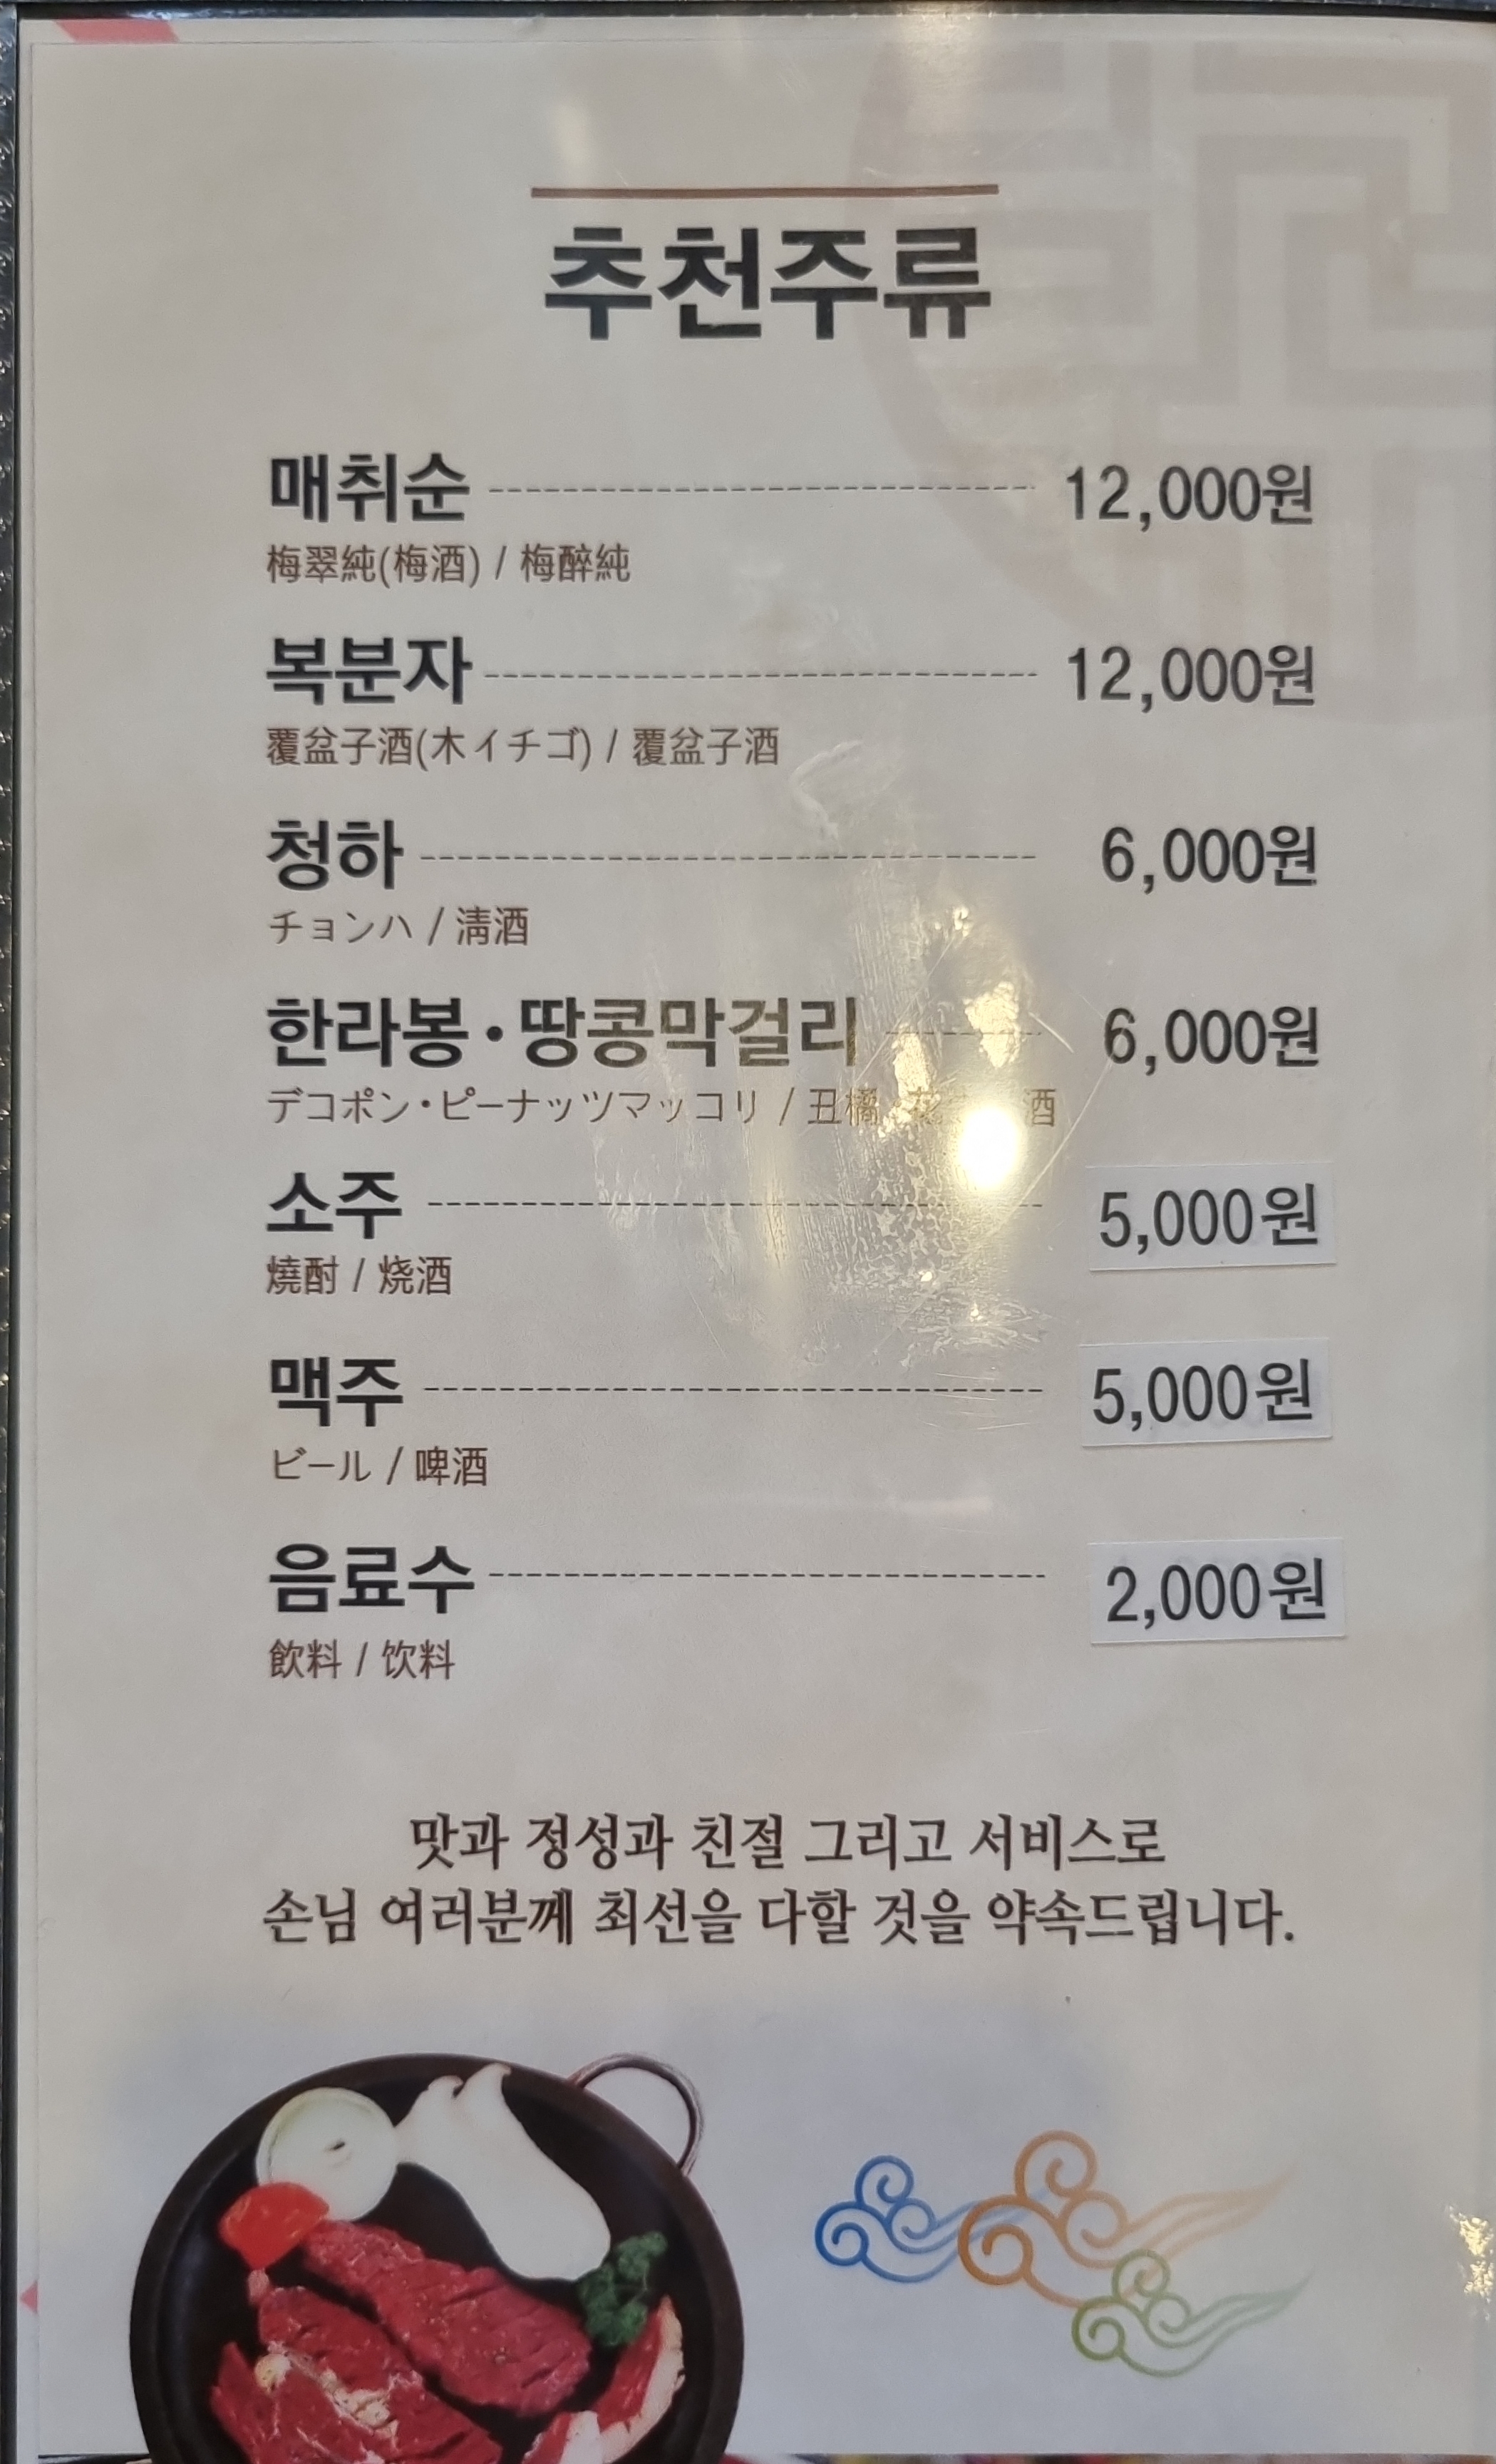 추천주류
매취순 12,000원
梅翠純(梅酒) / 梅醉純
복분자 12,000원
覆盆子酒(木イチゴ) / 覆盆子酒
청하 6,000원
チョンハ / 淸酒
한라봉·땅콩막걸리 6,000원
デコポン·ピーナッツマッコリ / 丑橘 花 酒
소주 5,000원
燒酎 / 烧酒
맥주 5,000원
ビール / 啤酒
음료수 2,000원
飮料 / 饮料
맛과 정성과 친절 그리고 서비스로
손님 여러분께 최선을 다할 것을 약속드립니다.